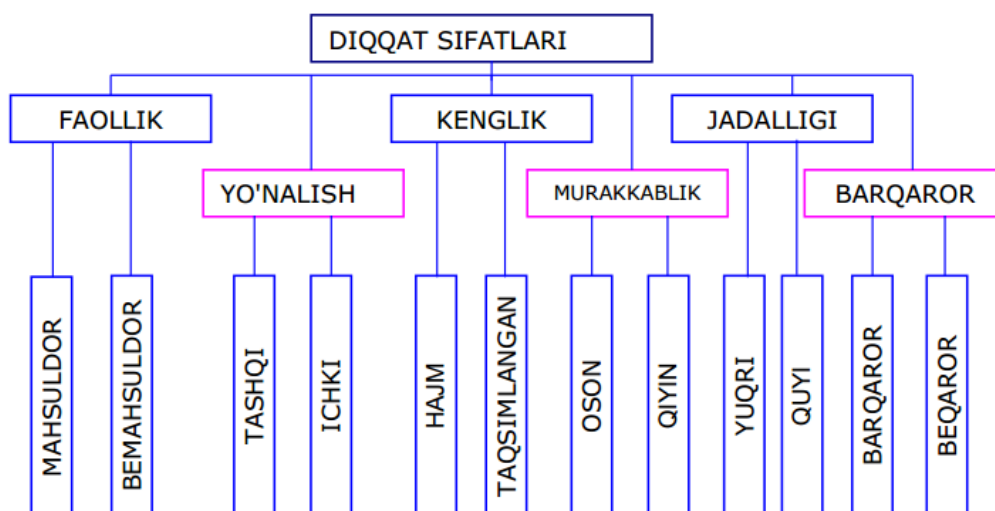 DIQQAT SIFATLARI
FAOLLIK
KENGLIK
JADALLIGI
YO'NALISH
MURAKKABLIK
BARQAROR
MAHSULDOR
BEMAHSULDOR
TASHQI
ICHKI
HAJM
TAQSIMLANGAN
OSON
QIYIN
YUQRI
QUYI
BARQAROR
BEQAROR